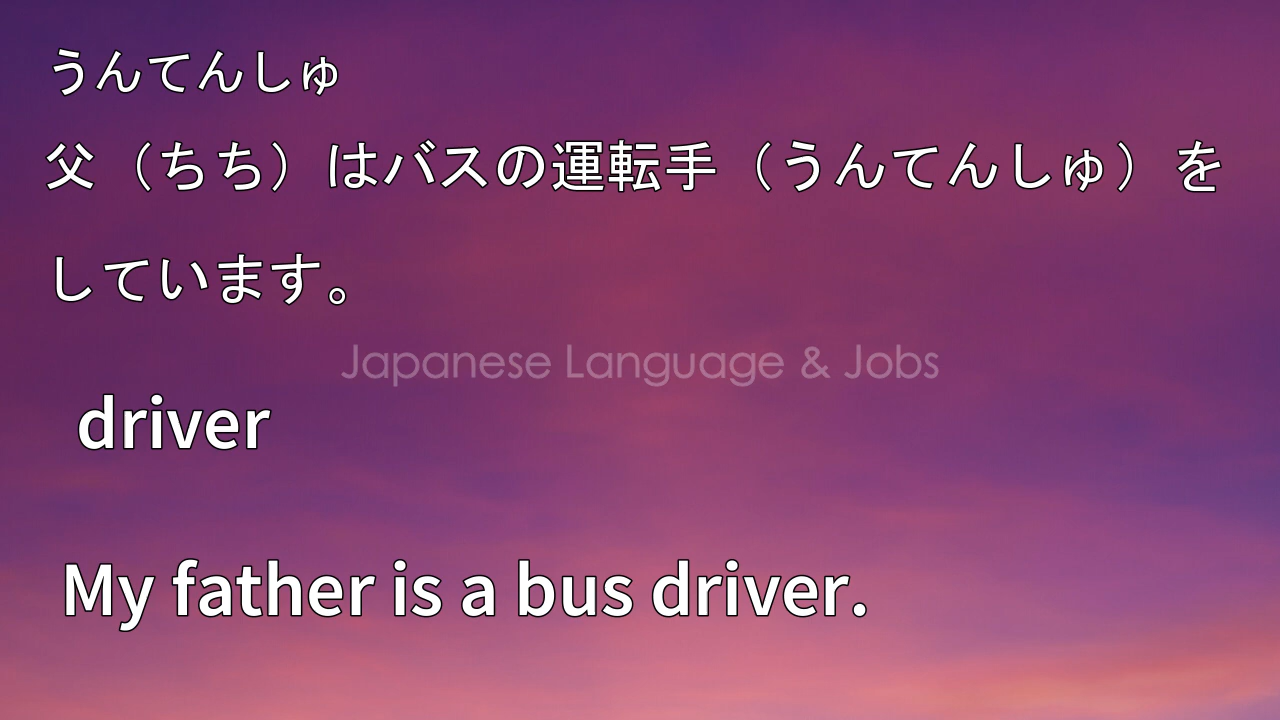 うんてんしゅ
父（ちち）はバスの運転手（うんてんしゅ）を
しています。
Japanese Language & Jobs
driver
My father is a bus driver.